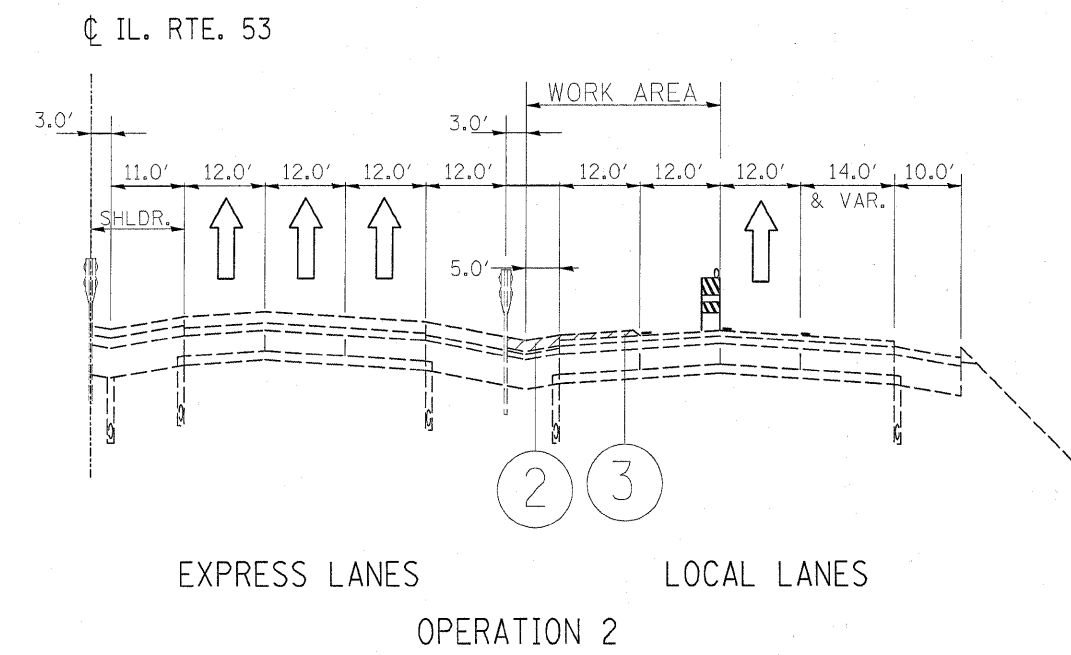 ℄ IL. RTE. 53
WORK AREA
3.0' 3.0'
11.0' 12.0' 12.0' 12.0' 12.0' 12.0' 12.0' 12.0' 14.0' 10.0'
& VAR.
SHLDR.
5.0'
2 3
EXPRESS LANES LOCAL LANES
OPERATION 2